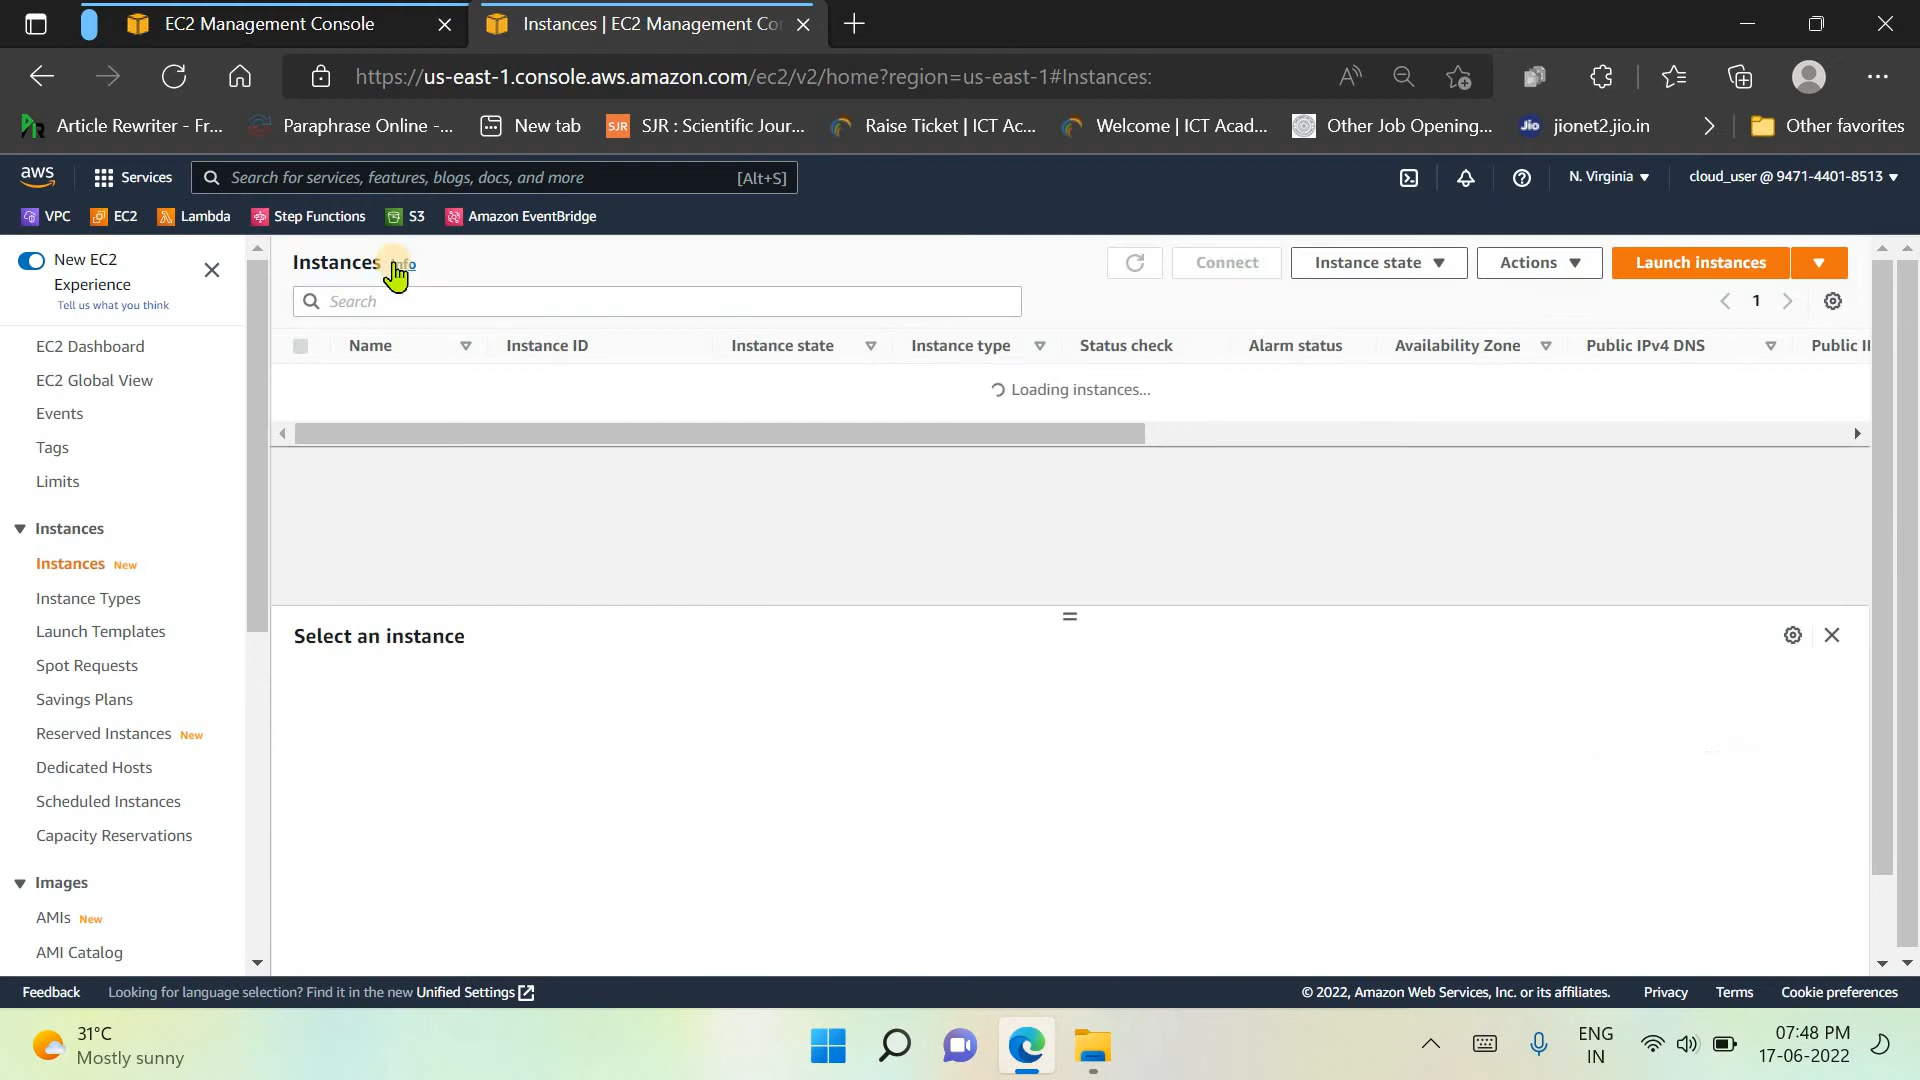 EC2 Management Console
Instances | EC2 Management Co
https://us-east-1.console.aws.amazon.com/ec2/v2/home?region=us-east-1#Instances:
Article Rewriter - Fr...
Paraphrase Online -...
New tab
SJR : Scientific Jour...
Raise Ticket | ICT Ac...
Welcome | ICT Acad...
Other Job Opening...
jionet2.jio.in
Other favorites
aws
Services
Search for services, features, blogs, docs, and more
[Alt+S]
N. Virginia
cloud_user @ 9471-4401-8513
VPC
EC2
Lambda
Step Functions
S3
Amazon EventBridge
New EC2
Experience
Tell us what you think
EC2 Dashboard
EC2 Global View
Events
Tags
Limits
Instances
Instances New
Instance Types
Launch Templates
Spot Requests
Savings Plans
Reserved Instances New
Dedicated Hosts
Scheduled Instances
Capacity Reservations
Images
AMIs New
AMI Catalog
Instances
Connect
Instance state
Actions
Launch instances
Search
1
Name
Instance ID
Instance state
Instance type
Status check
Alarm status
Availability Zone
Public IPv4 DNS
Public II
Loading instances...
Select an instance
Feedback
Looking for language selection? Find it in the new Unified Settings
© 2022, Amazon Web Services, Inc. or its affiliates.
Privacy
Terms
Cookie preferences
31°C
Mostly sunny
ENG
IN
07:48 PM
17-06-2022